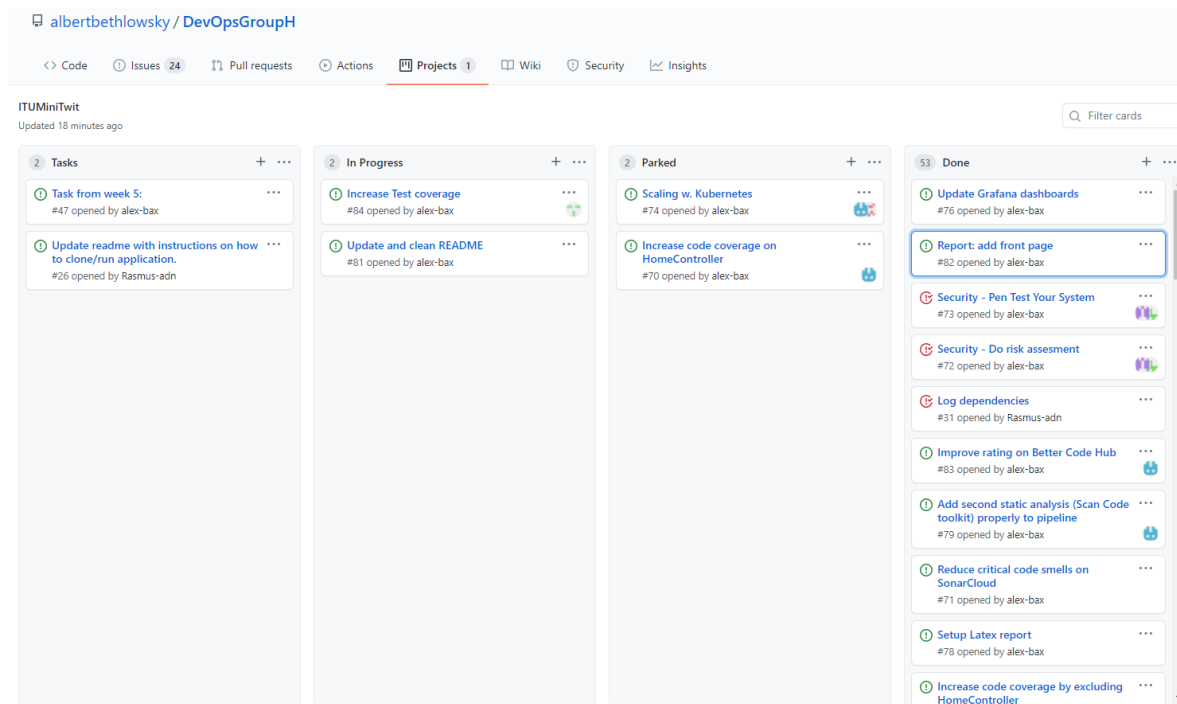 albertbethlowsky / DevOpsGroupH
Code
Issues 24
Pull requests
Actions
Projects 1
Wiki
Security
Insights
ITUMiniTwit
Updated 18 minutes ago
Filter cards
2 Tasks
Task from week 5:
#47 opened by alex-bax
Update readme with instructions on how
to clone/run application.
#26 opened by Rasmus-adn
2 In Progress
Increase Test coverage
#84 opened by alex-bax
Update and clean README
#81 opened by alex-bax
2 Parked
Scaling w. Kubernetes
#74 opened by alex-bax
Increase code coverage on
HomeController
#70 opened by alex-bax
53 Done
Update Grafana dashboards
#76 opened by alex-bax
Report: add front page
#82 opened by alex-bax
Security - Pen Test Your System
#73 opened by alex-bax
Security - Do risk assesment
#72 opened by alex-bax
Log dependencies
#31 opened by Rasmus-adn
Improve rating on Better Code Hub
#83 opened by alex-bax
Add second static analysis (Scan Code
toolkit) properly to pipeline
#79 opened by alex-bax
Reduce critical code smells on
SonarCloud
#71 opened by alex-bax
Setup Latex report
#78 opened by alex-bax
Increase code coverage by excluding
HomeController